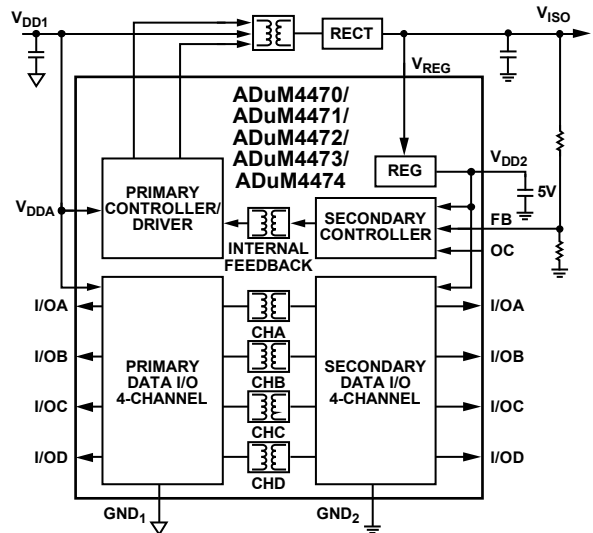 VDD1
VISO
RECT
VREG
ADuM4470/
ADuM4471/
ADuM4472/
ADuM4473/
ADuM4474
REG
VDD2
5V
VDDA
PRIMARY
CONTROLLER/
DRIVER
INTERNAL
FEEDBACK
SECONDARY
CONTROLLER
FB
OC
I/OA
I/OB
I/OC
I/OD
PRIMARY
DATA I/O
4-CHANNEL
CHA
CHB
CHC
CHD
SECONDARY
DATA I/O
4-CHANNEL
I/OA
I/OB
I/OC
I/OD
GND1
GND2